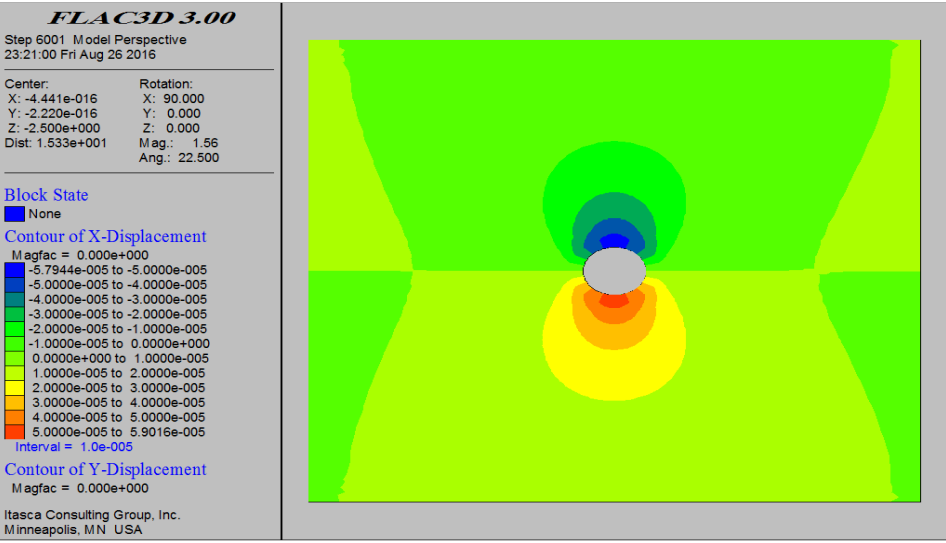 FLAC3D 3.00
Step 6001 Model Perspective
23:21:00 Fri Aug 26 2016
Center: Rotation:
X: -4.441e-016 X: 90.000
Y: -2.220e-016 Y: 0.000
Z: -2.500e+000 Z: 0.000
Dist: 1.533e+001 Mag.: 1.56
Ang.: 22.500
Block State
None
Contour of X-Displacement
Magfac = 0.000e+000
-5.7944e-005 to -5.0000e-005
-5.0000e-005 to -4.0000e-005
-4.0000e-005 to -3.0000e-005
-3.0000e-005 to -2.0000e-005
-2.0000e-005 to -1.0000e-005
-1.0000e-005 to 0.0000e+000
0.0000e+000 to 1.0000e-005
1.0000e-005 to 2.0000e-005
2.0000e-005 to 3.0000e-005
3.0000e-005 to 4.0000e-005
4.0000e-005 to 5.0000e-005
5.0000e-005 to 5.9016e-005
Interval = 1.0e-005
Contour of Y-Displacement
Magfac = 0.000e+000
Itasca Consulting Group, Inc.
Minneapolis, MN USA